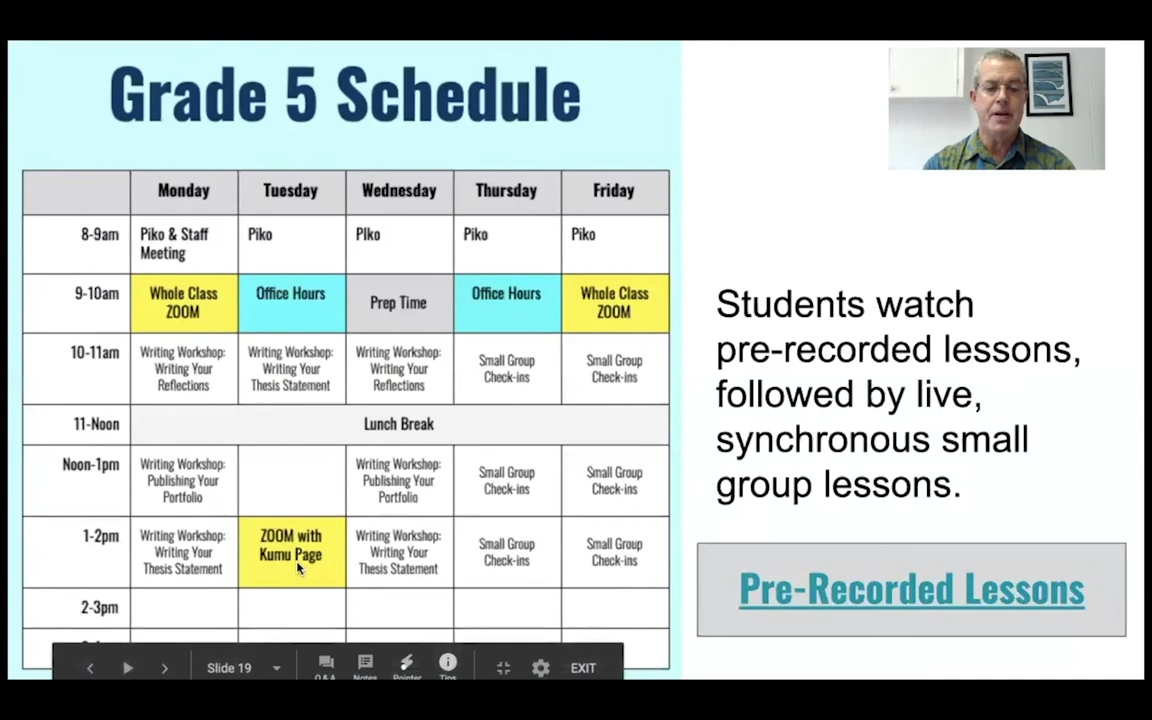 Grade 5 Schedule
Monday Tuesday Wednesday Thursday Friday
8-9am Piko & Staff Meeting Piko PIko Piko Piko
9-10am Whole Class ZOOM Office Hours Prep Time Office Hours Whole Class ZOOM
10-11am Writing Workshop: Writing Your Reflections Writing Workshop: Writing Your Thesis Statement Writing Workshop: Writing Your Reflections Small Group Check-ins Small Group Check-ins
11-Noon Lunch Break
Noon-1pm Writing Workshop: Publishing Your Portfolio Writing Workshop: Publishing Your Portfolio Small Group Check-ins Small Group Check-ins
1-2pm Writing Workshop: Writing Your Thesis Statement ZOOM with Kumu Page Writing Workshop: Writing Your Thesis Statement Small Group Check-ins Small Group Check-ins
2-3pm
Students watch
pre-recorded lessons,
followed by live,
synchronous small
group lessons.
Pre-Recorded Lessons
Slide 19 Q&A Notes Pointer Tips EXIT